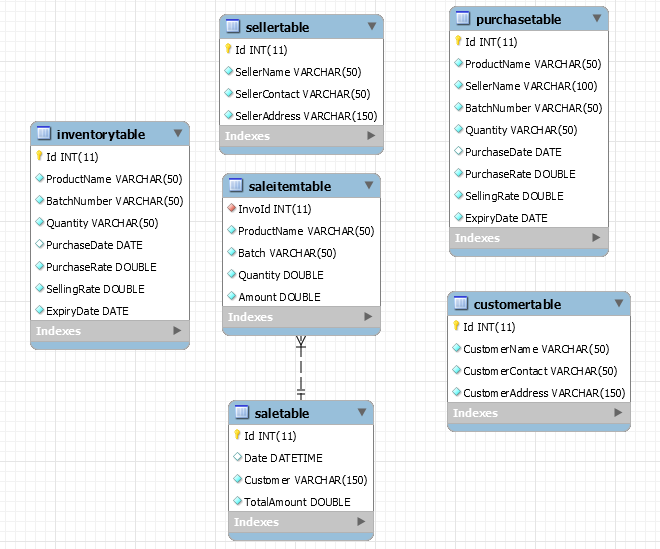 sellertable
Id INT(11)
SellerName VARCHAR(50)
SellerContact VARCHAR(50)
SellerAddress VARCHAR(150)
Indexes
purchasetable
Id INT(11)
ProductName VARCHAR(50)
SellerName VARCHAR(100)
BatchNumber VARCHAR(50)
Quantity VARCHAR(50)
PurchaseDate DATE
PurchaseRate DOUBLE
SellingRate DOUBLE
ExpiryDate DATE
Indexes
inventorytable
Id INT(11)
ProductName VARCHAR(50)
BatchNumber VARCHAR(50)
Quantity VARCHAR(50)
PurchaseDate DATE
PurchaseRate DOUBLE
SellingRate DOUBLE
ExpiryDate DATE
Indexes
saleitemtable
InvoId INT(11)
ProductName VARCHAR(50)
Batch VARCHAR(50)
Quantity DOUBLE
Amount DOUBLE
Indexes
customertable
Id INT(11)
CustomerName VARCHAR(50)
CustomerContact VARCHAR(50)
CustomerAddress VARCHAR(150)
Indexes
saletable
Id INT(11)
Date DATETIME
Customer VARCHAR(150)
TotalAmount DOUBLE
Indexes